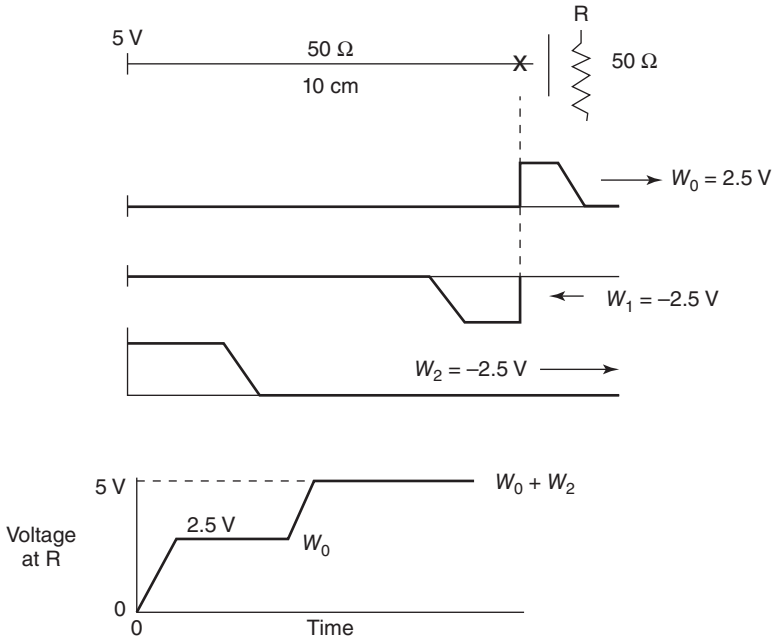 R
5 V
50 Ω
50 Ω
X
10 cm
W₀ = 2.5 V
W₁ = –2.5 V
W₂ = –2.5 V
5 V
W₀ + W₂
2.5 V
W₀
Voltage
at R
0
0
Time